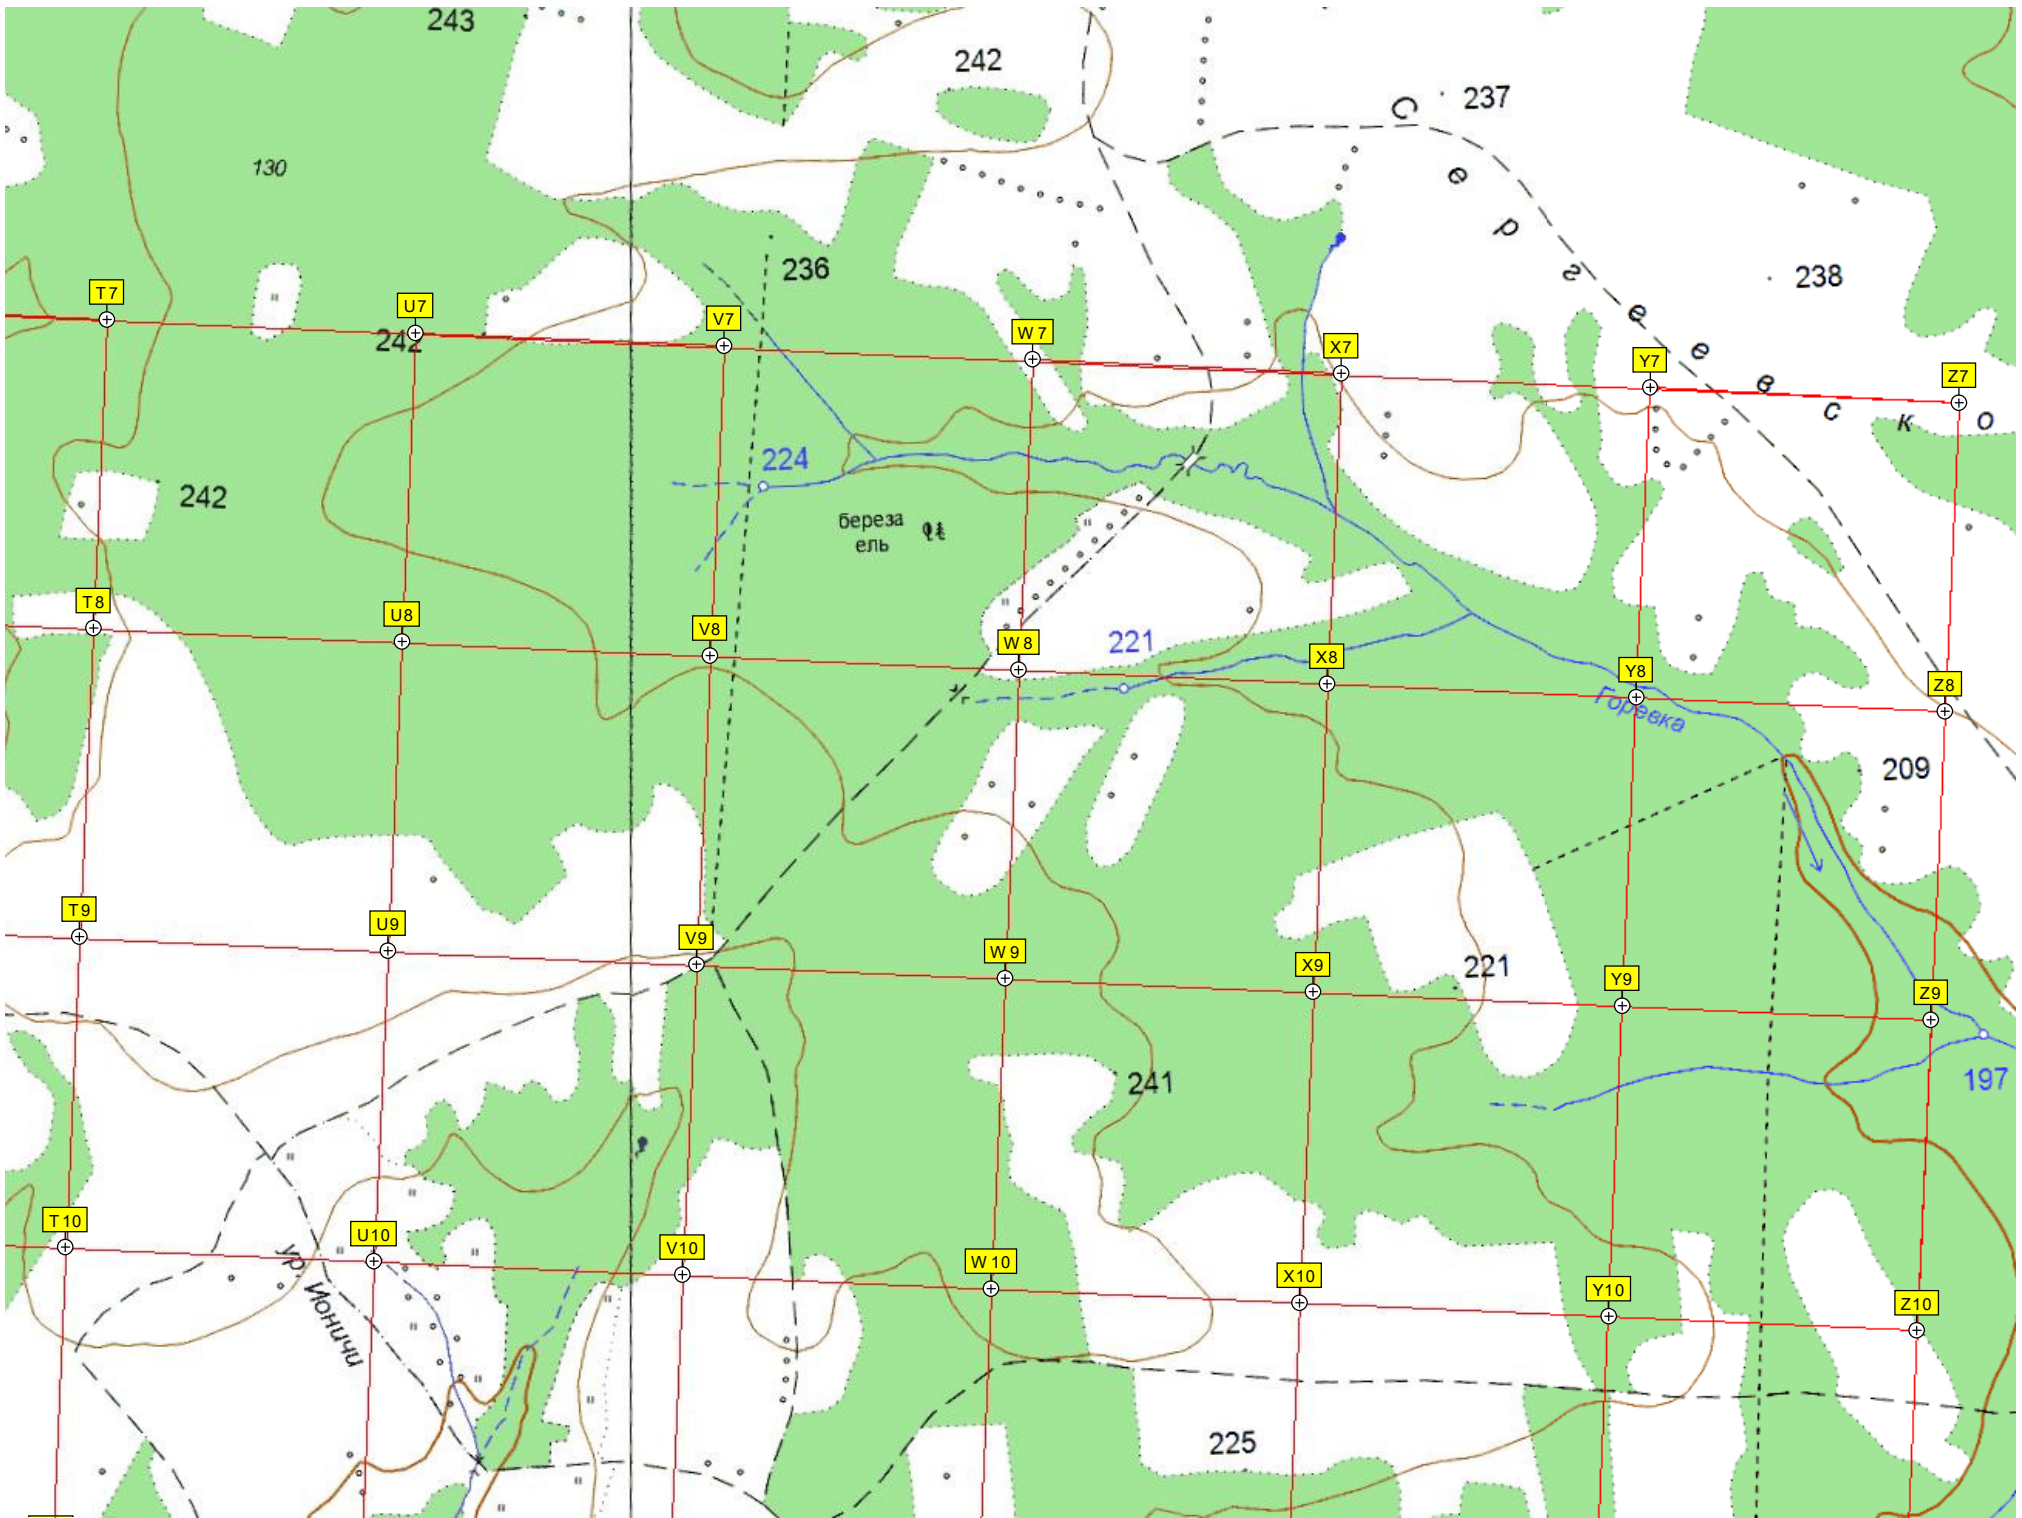 243
242
237
130
Сергеевско
236
238
T7
U7
V7
W7
X7
Y7
Z7
242
224
242
береза
ель
T8
U8
V8
W8
221
X8
Y8
Z8
Горевка
209
T9
U9
V9
W9
X9
221
Y9
Z9
241
197
T10
U10
V10
W10
X10
Y10
Z10
ур Ионичи
225